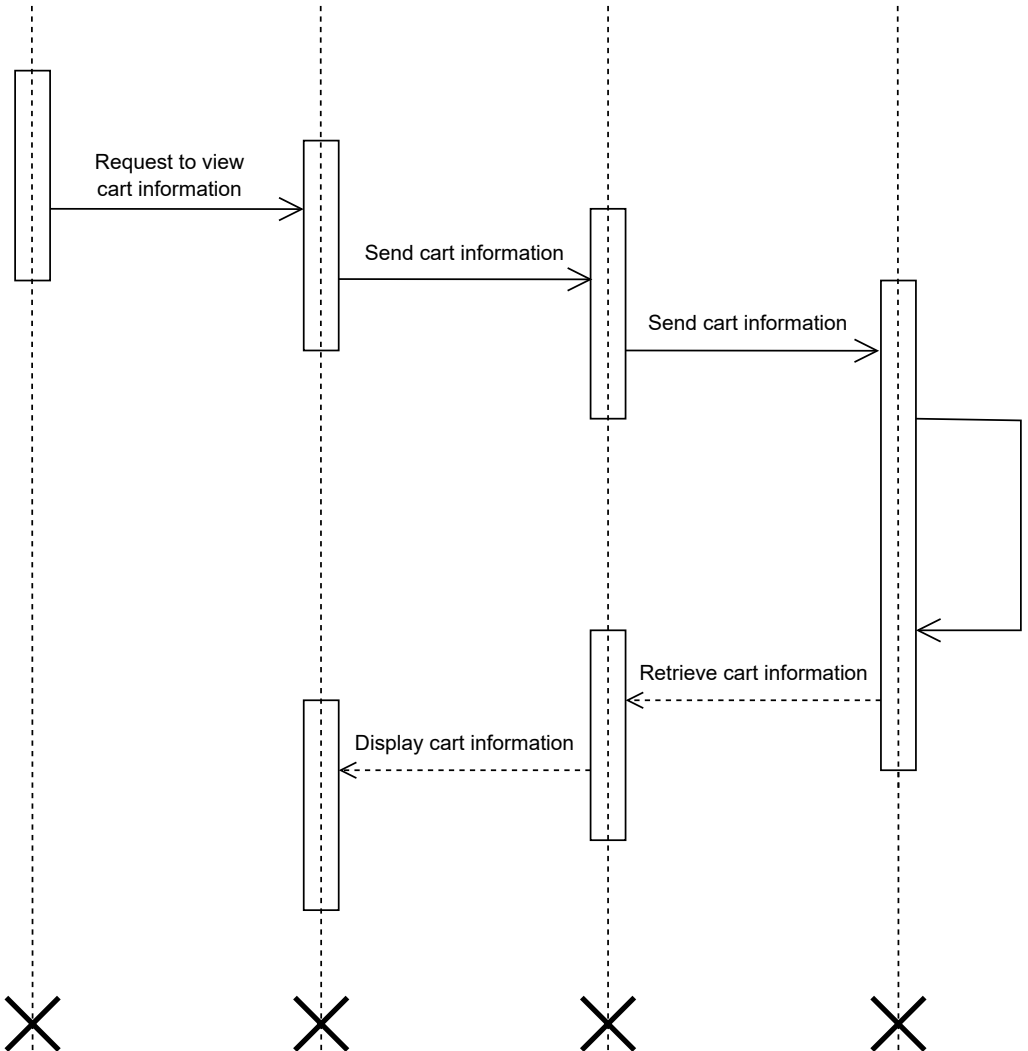 Request to view
cart information
Send cart information
Send cart information
Retrieve cart information
Display cart information